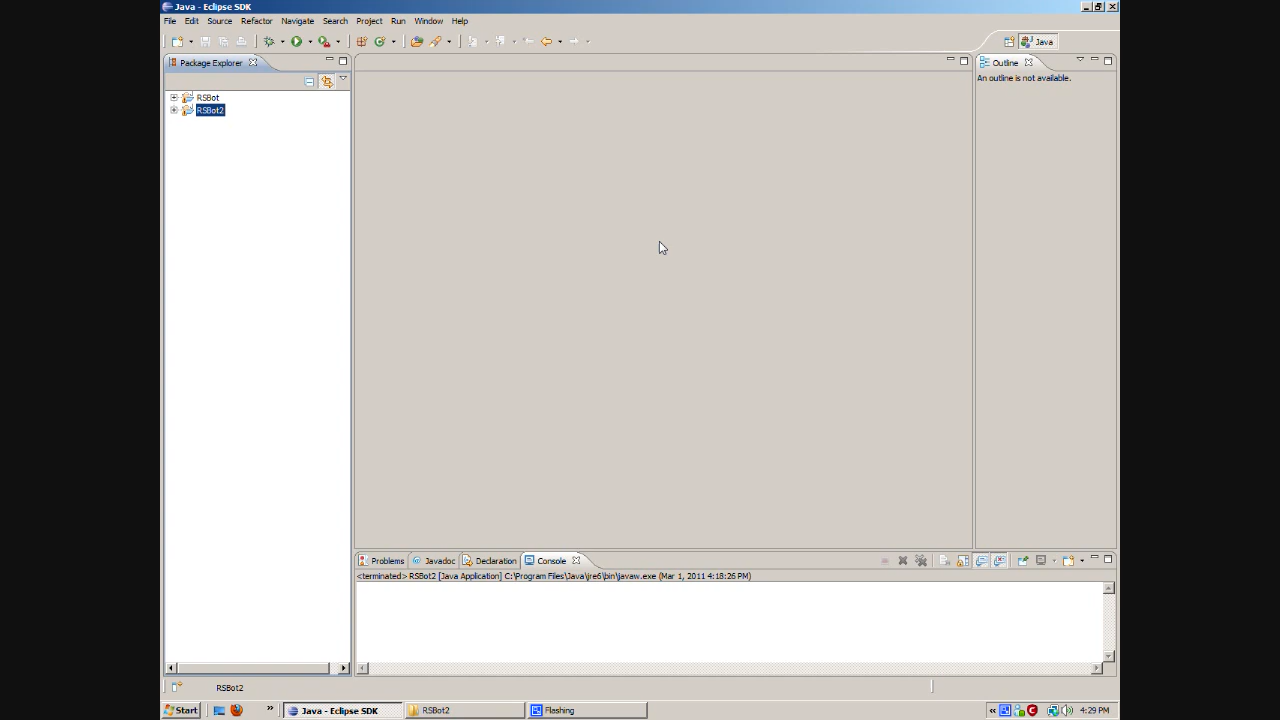 Java - Eclipse SDK
File Edit Source Refactor Navigate Search Project Run Window Help
Java
Package Explorer
Outline
An outline is not available.
RSBot
RSBot2
Problems Javadoc Declaration Console
<terminated> RSBot2 [Java Application] C:\Program Files\Java\jre6\bin\javaw.exe (Mar 1, 2011 4:18:26 PM)
RSBot2
Start Java - Eclipse SDK RSBot2 Flashing 4:29 PM